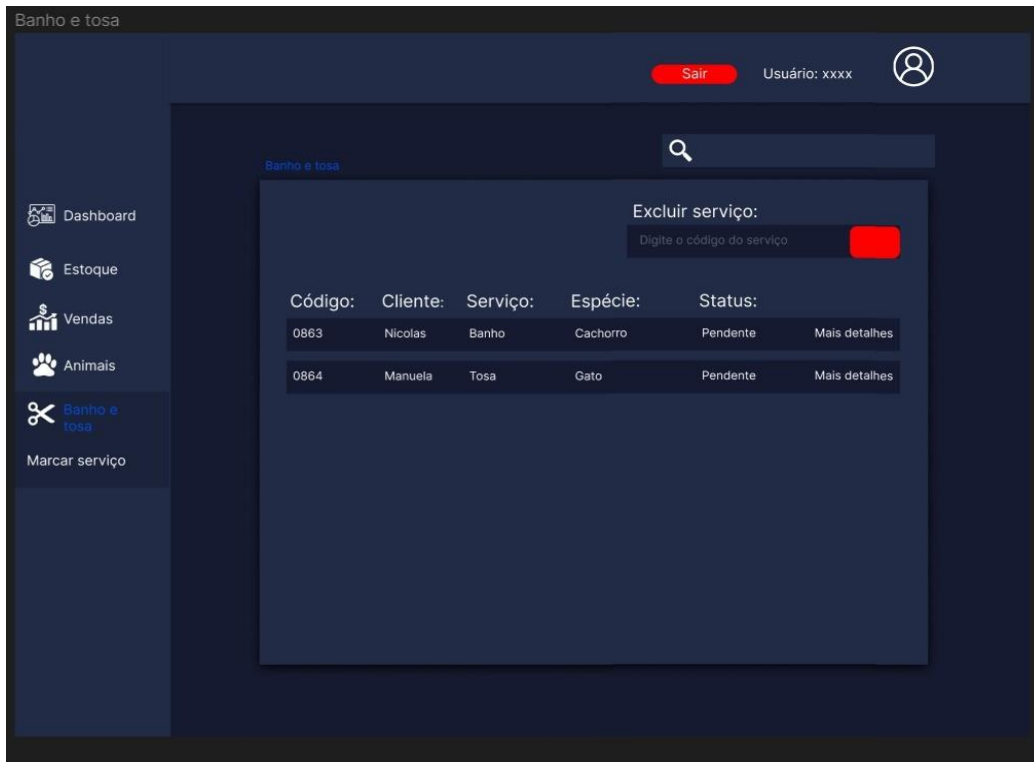 Banho e tosa
Sair
Usuário: xxxx
Banho e tosa
Dashboard
Estoque
Vendas
Animais
Banho e
tosa
Marcar serviço
Excluir serviço:
Digite o código do serviço
Código: Cliente: Serviço: Espécie: Status:
0863 Nicolas Banho Cachorro Pendente Mais detalhes
0864 Manuela Tosa Gato Pendente Mais detalhes